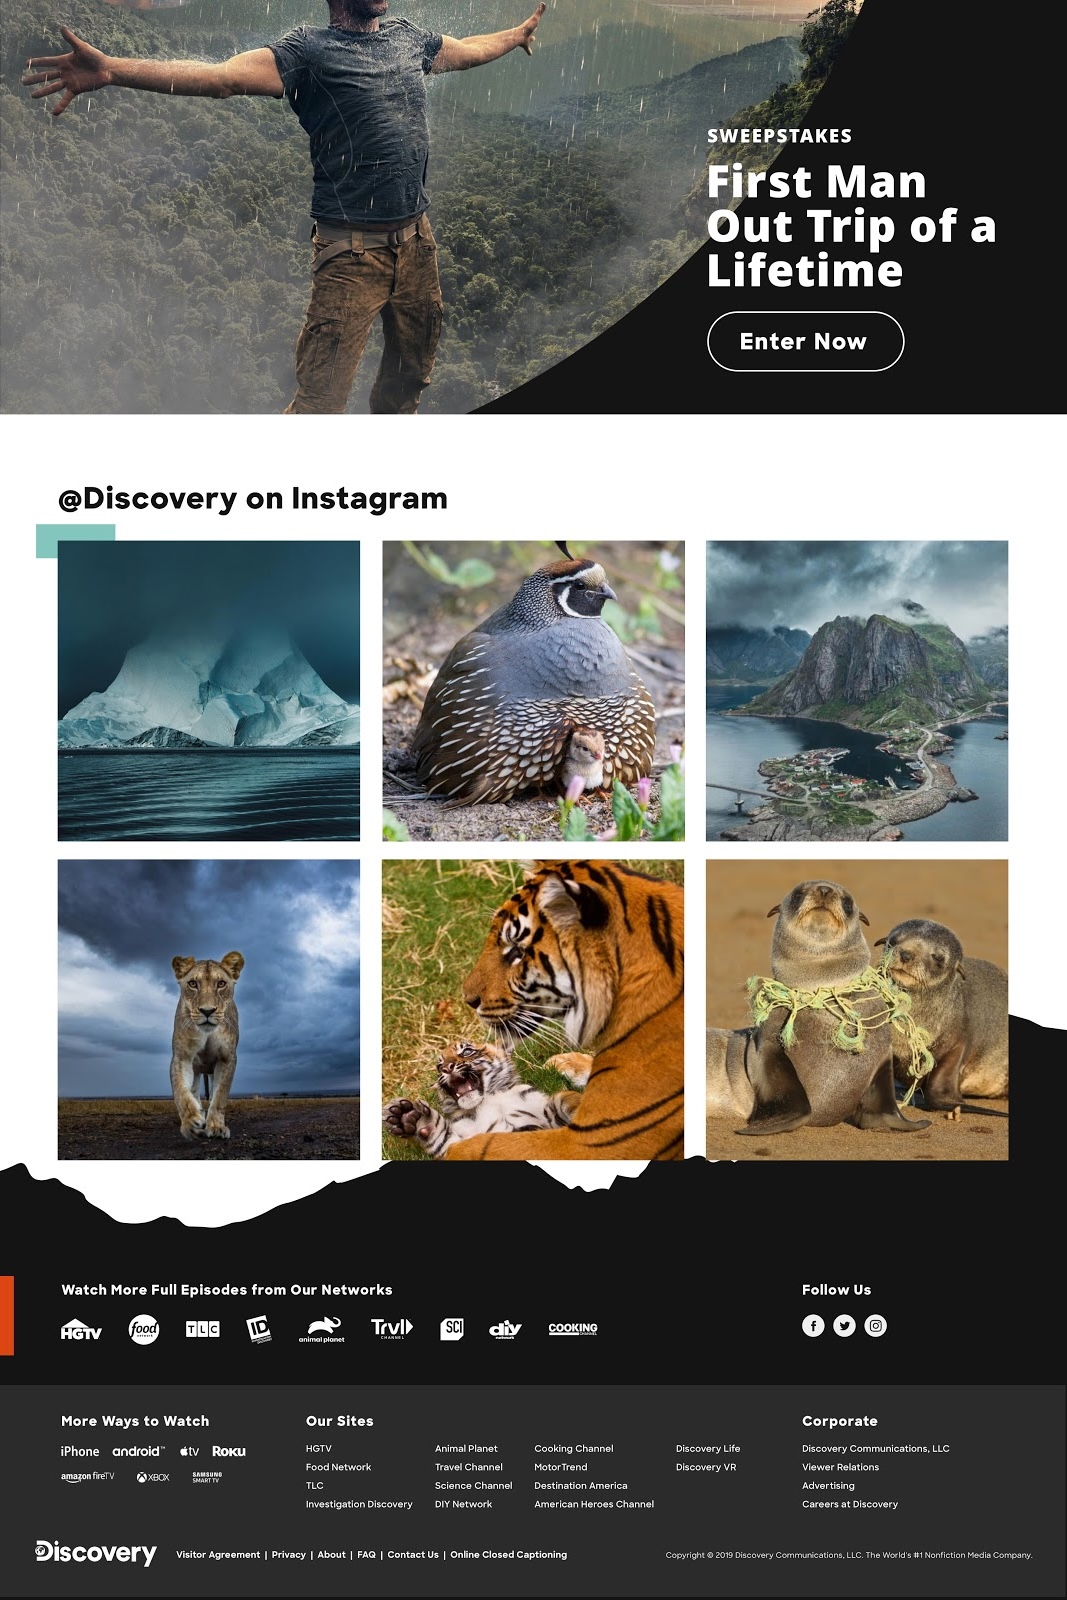 SWEEPSTAKES
First Man
Out Trip of a
Lifetime
Enter Now
@Discovery on Instagram
Watch More Full Episodes from Our Networks
HGTV
food
network
TLC
ID
animal planet
Trvl
CHANNEL
SCI
diy
network
COOKING
CHANNEL
Follow Us
More Ways to Watch
iPhone
android™
tv
ROKU
amazon fireTV
XBOX
SAMSUNG
SMART TV
Our Sites
HGTV
Food Network
TLC
Investigation Discovery
Animal Planet
Travel Channel
Science Channel
DIY Network
Cooking Channel
MotorTrend
Destination America
American Heroes Channel
Discovery Life
Discovery VR
Corporate
Discovery Communications, LLC
Viewer Relations
Advertising
Careers at Discovery
Discovery
Visitor Agreement | Privacy | About | FAQ | Contact Us | Online Closed Captioning
Copyright © 2019 Discovery Communications, LLC. The World's #1 Nonfiction Media Company.